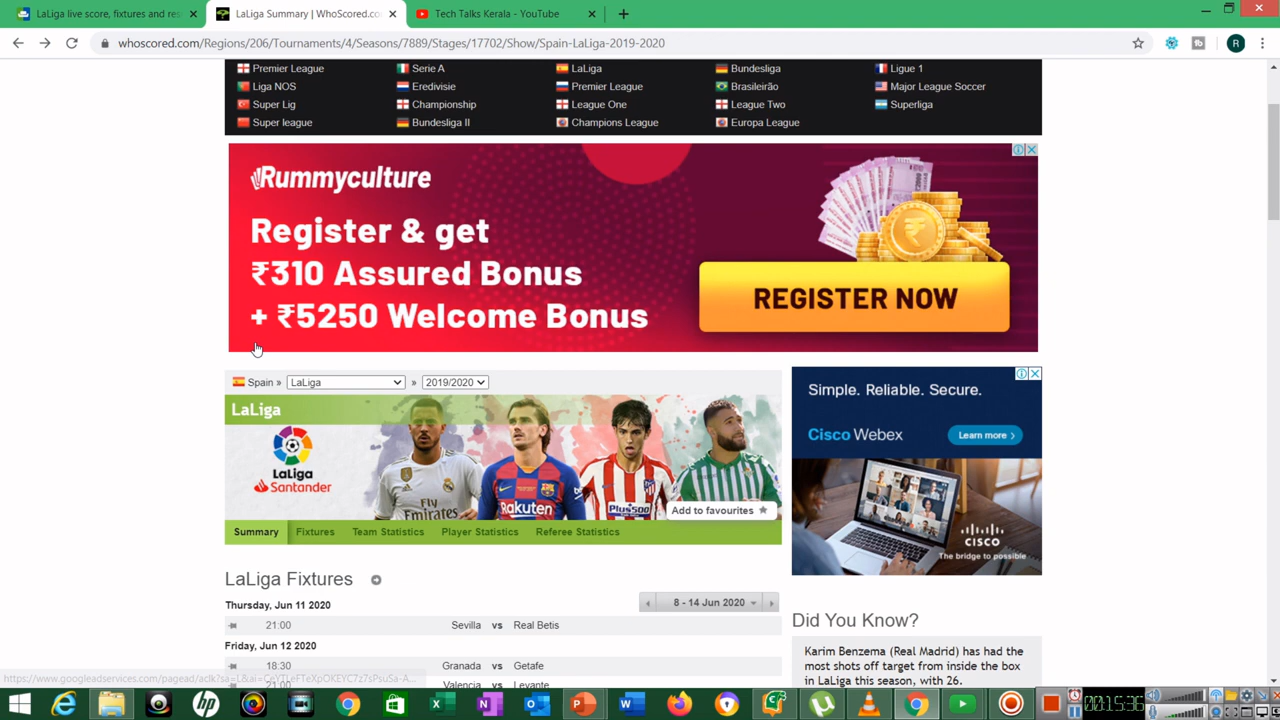 LaLiga live score, fixtures and res
LaLiga Summary | WhoScored.co
Tech Talks Kerala - YouTube
whoscored.com/Regions/206/Tournaments/4/Seasons/7889/Stages/17702/Show/Spain-LaLiga-2019-2020
R
Premier League Serie A LaLiga Bundesliga Ligue 1
Liga NOS Eredivisie Premier League Brasileirão Major League Soccer
Super Lig Championship League One League Two Superliga
Super league Bundesliga II Champions League Europa League
Rummyculture
Register & get
₹310 Assured Bonus
+ ₹5250 Welcome Bonus
REGISTER NOW
Spain » LaLiga » 2019/2020
LaLiga
LaLiga
Santander
Fly
Emirates
Rakuten
Plus500
Add to favourites
Summary Fixtures Team Statistics Player Statistics Referee Statistics
Simple. Reliable. Secure.
Cisco Webex Learn more >
CISCO
The bridge to possible
LaLiga Fixtures
Thursday, Jun 11 2020
8 - 14 Jun 2020
21:00 Sevilla vs Real Betis
Friday, Jun 12 2020
18:30 Granada vs Getafe
21:00 Valencia vs Levante
Did You Know?
Karim Benzema (Real Madrid) has had the
most shots off target from inside the box
in LaLiga this season, with 26.
00:15:36